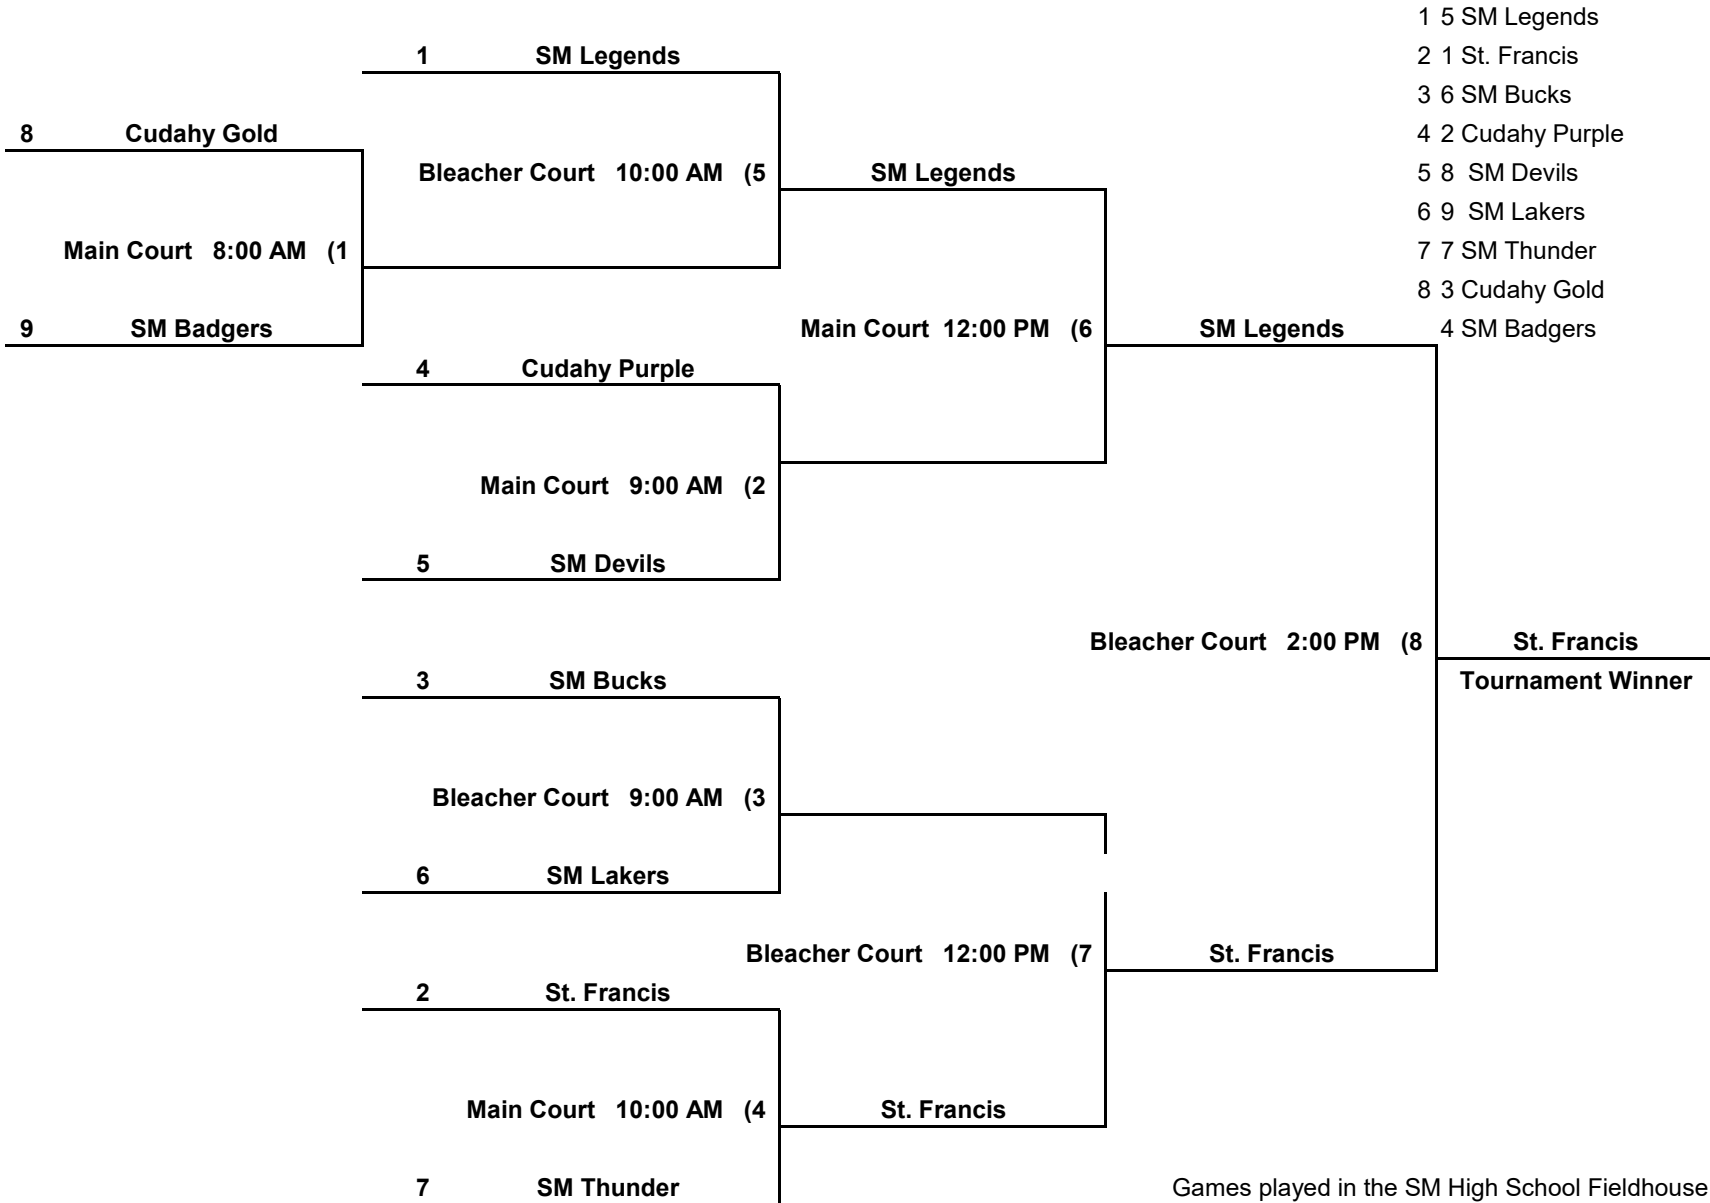 1 5 SM Legends
1 SM Legends
2 1 St. Francis
3 6 SM Bucks
8 Cudahy Gold
4 2 Cudahy Purple
Bleacher Court 10:00 AM (5
SM Legends
5 8 SM Devils
6 9 SM Lakers
Main Court 8:00 AM (1
7 7 SM Thunder
8 3 Cudahy Gold
9 SM Badgers
Main Court 12:00 PM (6
SM Legends
4 SM Badgers
4 Cudahy Purple
Main Court 9:00 AM (2
5 SM Devils
Bleacher Court 2:00 PM (8
St. Francis
3 SM Bucks
Tournament Winner
Bleacher Court 9:00 AM (3
6 SM Lakers
Bleacher Court 12:00 PM (7
St. Francis
2 St. Francis
Main Court 10:00 AM (4
St. Francis
7 SM Thunder
Games played in the SM High School Fieldhouse